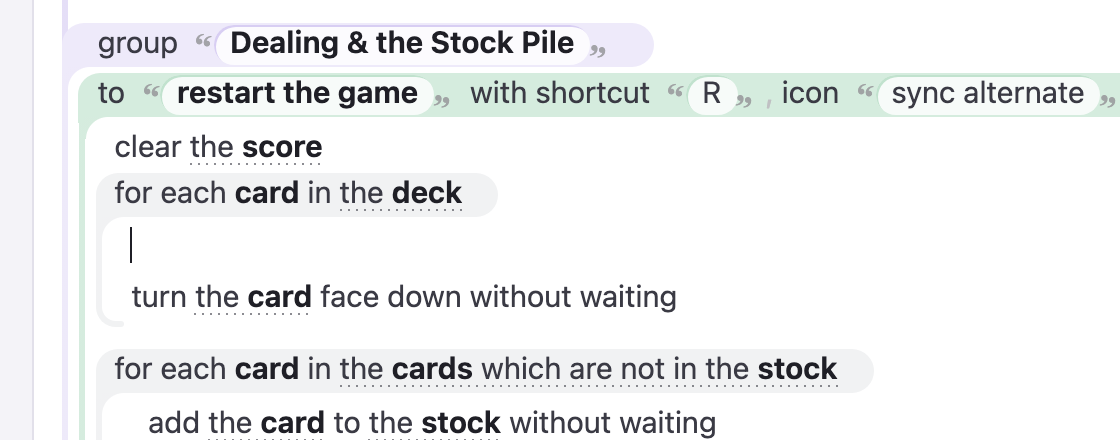 group “Dealing & the Stock Pile„
to “restart the game„ with shortcut “R„, icon “sync alternate„
clear the score
for each card in the deck
turn the card face down without waiting
for each card in the cards which are not in the stock
add the card to the stock without waiting